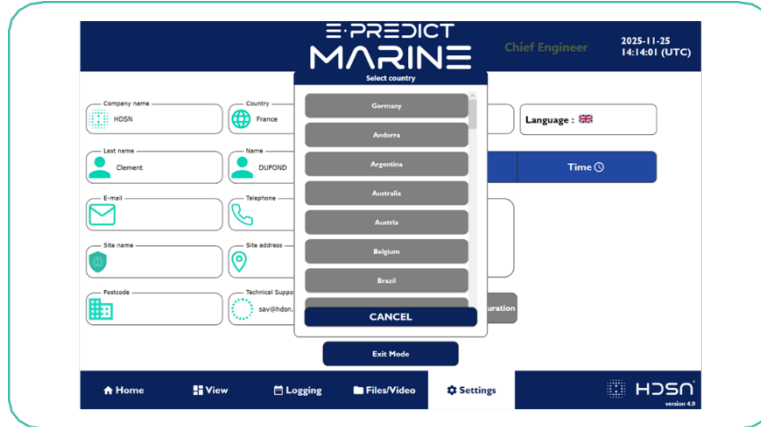 E·PREDICT
MARINE
Chief Engineer
2025-11-25
14:14:01 (UTC)
Select country
Company name
HDSN
Country
France
Germany
Andorra
Argentina
Australia
Austria
Belgium
Brazil
CANCEL
Language :
Last name
Clement
Name
DUPOND
Time
E-mail
Telephone
Site name
Site address
Postcode
Technical Suppo
sav@hdsn.
uration
Exit Mode
Home
View
Logging
Files/Video
Settings
HDSN
version 4.0